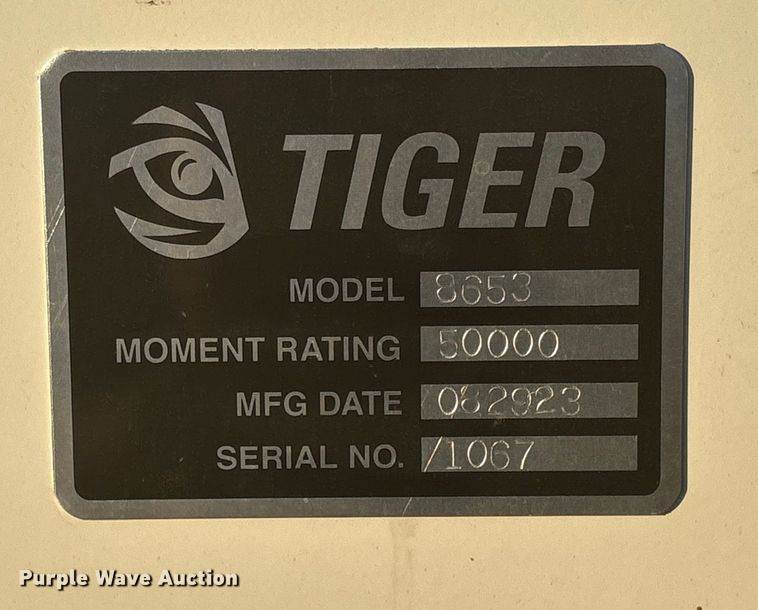 TIGER
MODEL 8653
MOMENT RATING 50000
MFG DATE 082923
SERIAL NO. /1067
Purple Wave Auction